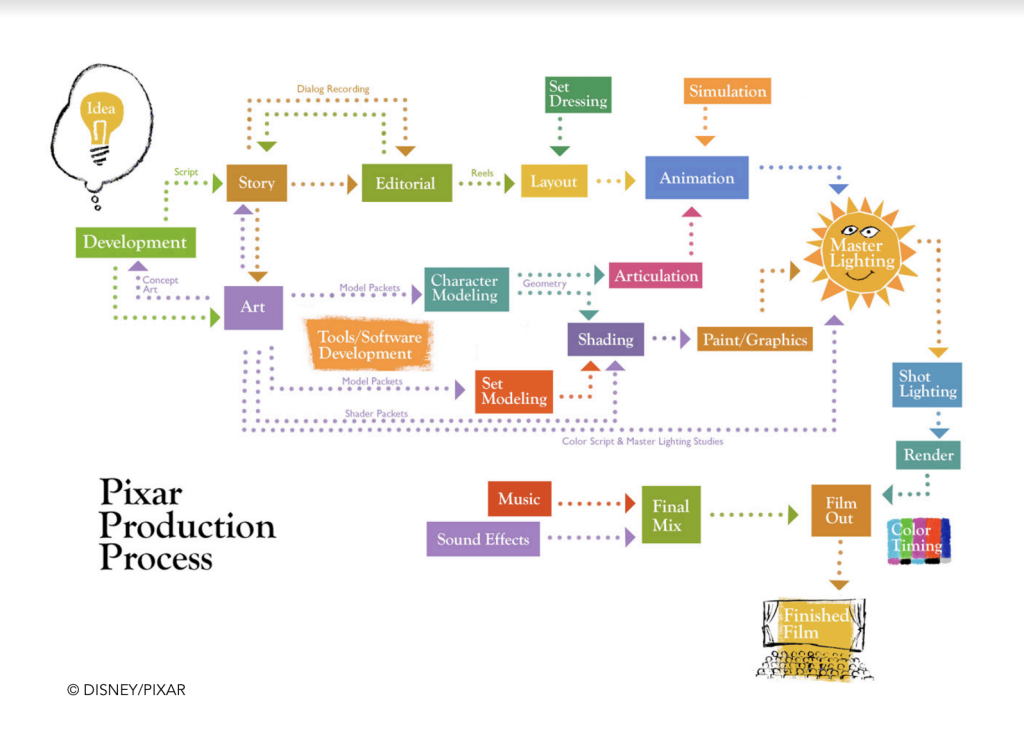 Idea
Dialog Recording
Set
Dressing
Simulation
Script
Story
Editorial
Reels
Layout
Animation
Development
Concept
Art
Art
Model Packets
Character
Modeling
Geometry
Articulation
Master
Lighting
Tools/Software
Development
Shading
Paint/Graphics
Model Packets
Set
Modeling
Shot
Lighting
Shader Packets
Color Script & Master Lighting Studies
Render
Pixar
Production
Process
Music
Sound Effects
Final
Mix
Film
Out
Color
Timing
Finished
Film
© DISNEY/PIXAR